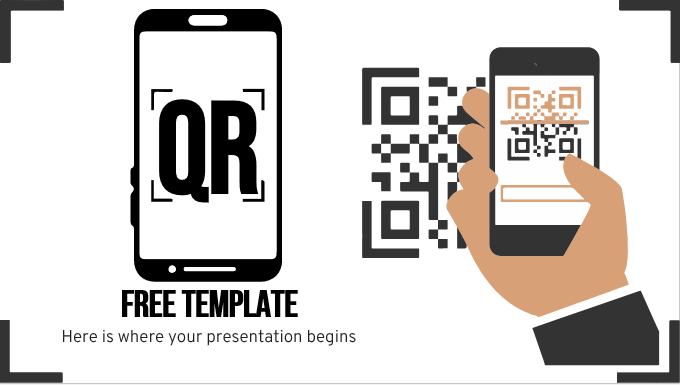 QR
FREE TEMPLATE
Here is where your presentation begins